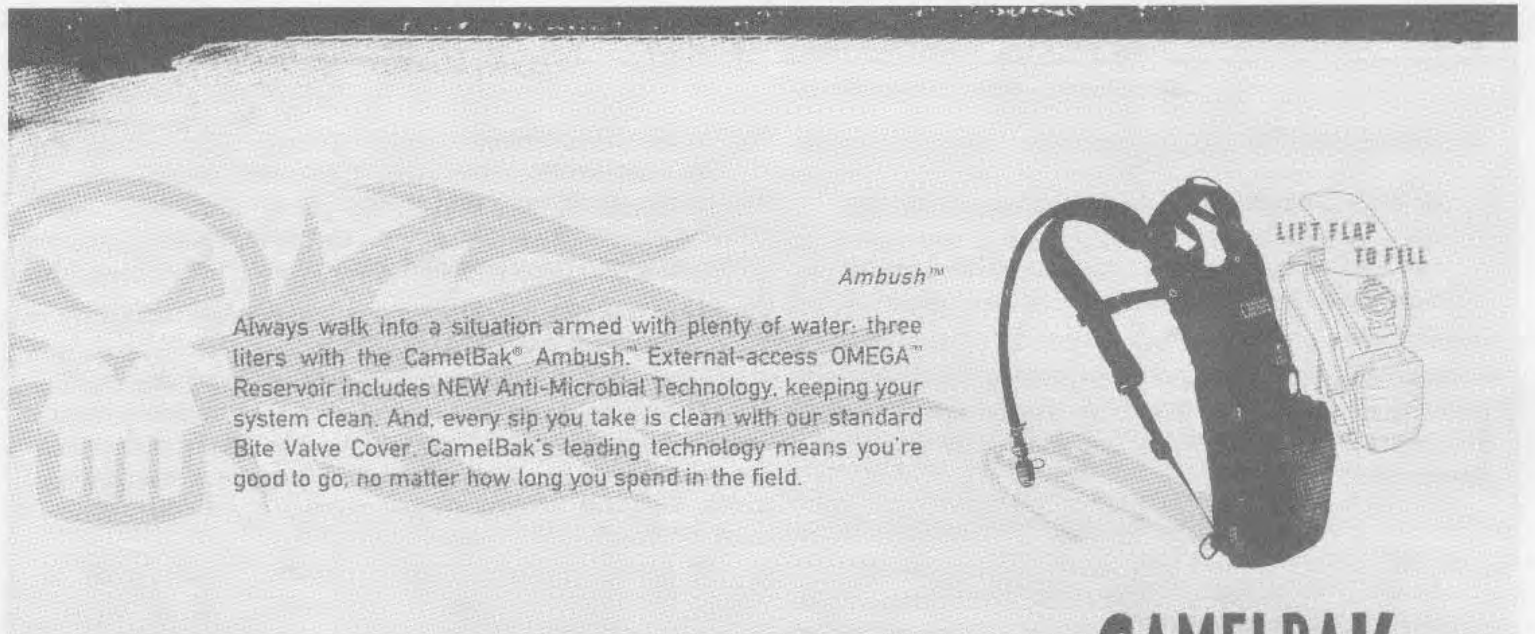 LIFT FLAP
TO FILL
Ambush™
Always walk into a situation armed with plenty of water: three
liters with the CamelBak® Ambush.™ External-access OMEGA™
Reservoir includes NEW Anti-Microbial Technology, keeping your
system clean. And, every sip you take is clean with our standard
Bite Valve Cover. CamelBak's leading technology means you're
good to go, no matter how long you spend in the field.
CAMELBAK